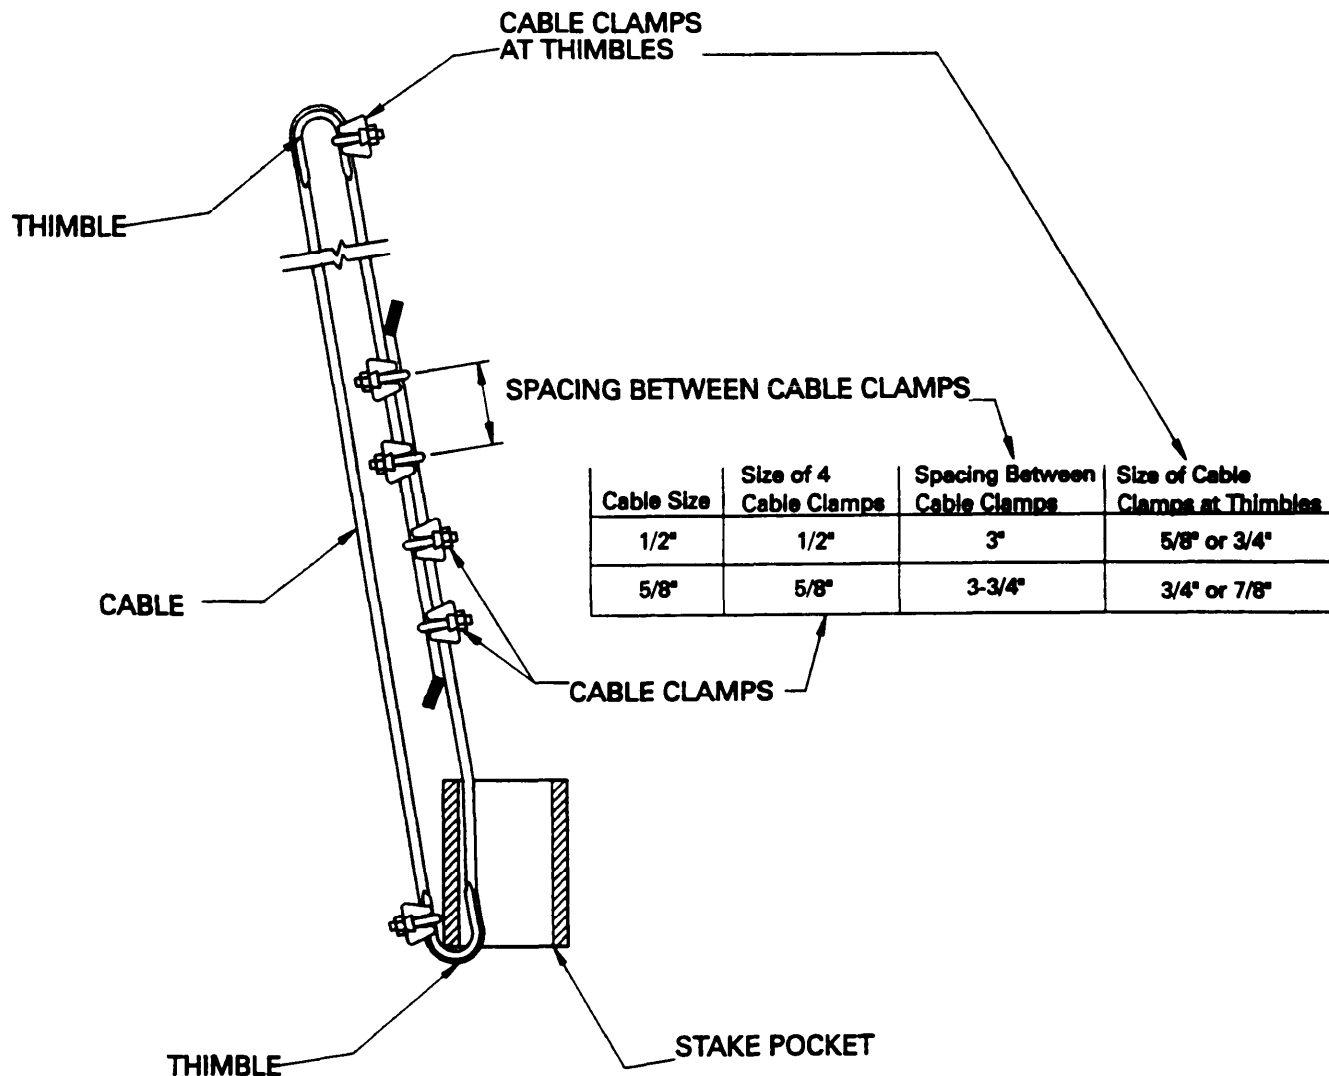 CABLE CLAMPS
AT THIMBLES
THIMBLE
SPACING BETWEEN CABLE CLAMPS
Cable Size
Size of 4
Cable Clamps
Spacing Between
Cable Clamps
Size of Cable
Clamps at Thimbles
1/2" 1/2" 3" 5/8" or 3/4"
5/8" 5/8" 3-3/4" 3/4" or 7/8"
CABLE
CABLE CLAMPS
STAKE POCKET
THIMBLE